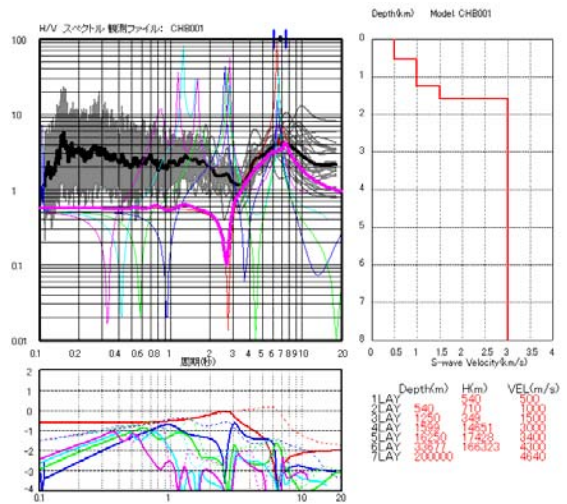 H/V スペクトル 観測ファイル: CHB001
100
10
1
0.1
0.01
0.1 0.2 0.4 0.6 0.8 1 2 3 4 5 6 7 8 9 10 20
周期(秒)
2
1
0
-1
-2
-3
-4
0.1 1 10 20
Depth(km) Model: CHB001
0
1
2
3
4
5
6
7
8
0 0.5 1 1.5 2 2.5 3 3.5 4
S-wave Velocity(km/s)
Depth(m) H(m) VEL(m/s)
1LAY 540 500
2LAY 540 710 1000
3LAY 1250 349 1500
4LAY 1599 14651 3000
5LAY 16250 17428 3400
6LAY 166323 4400
7LAY 200000 4640